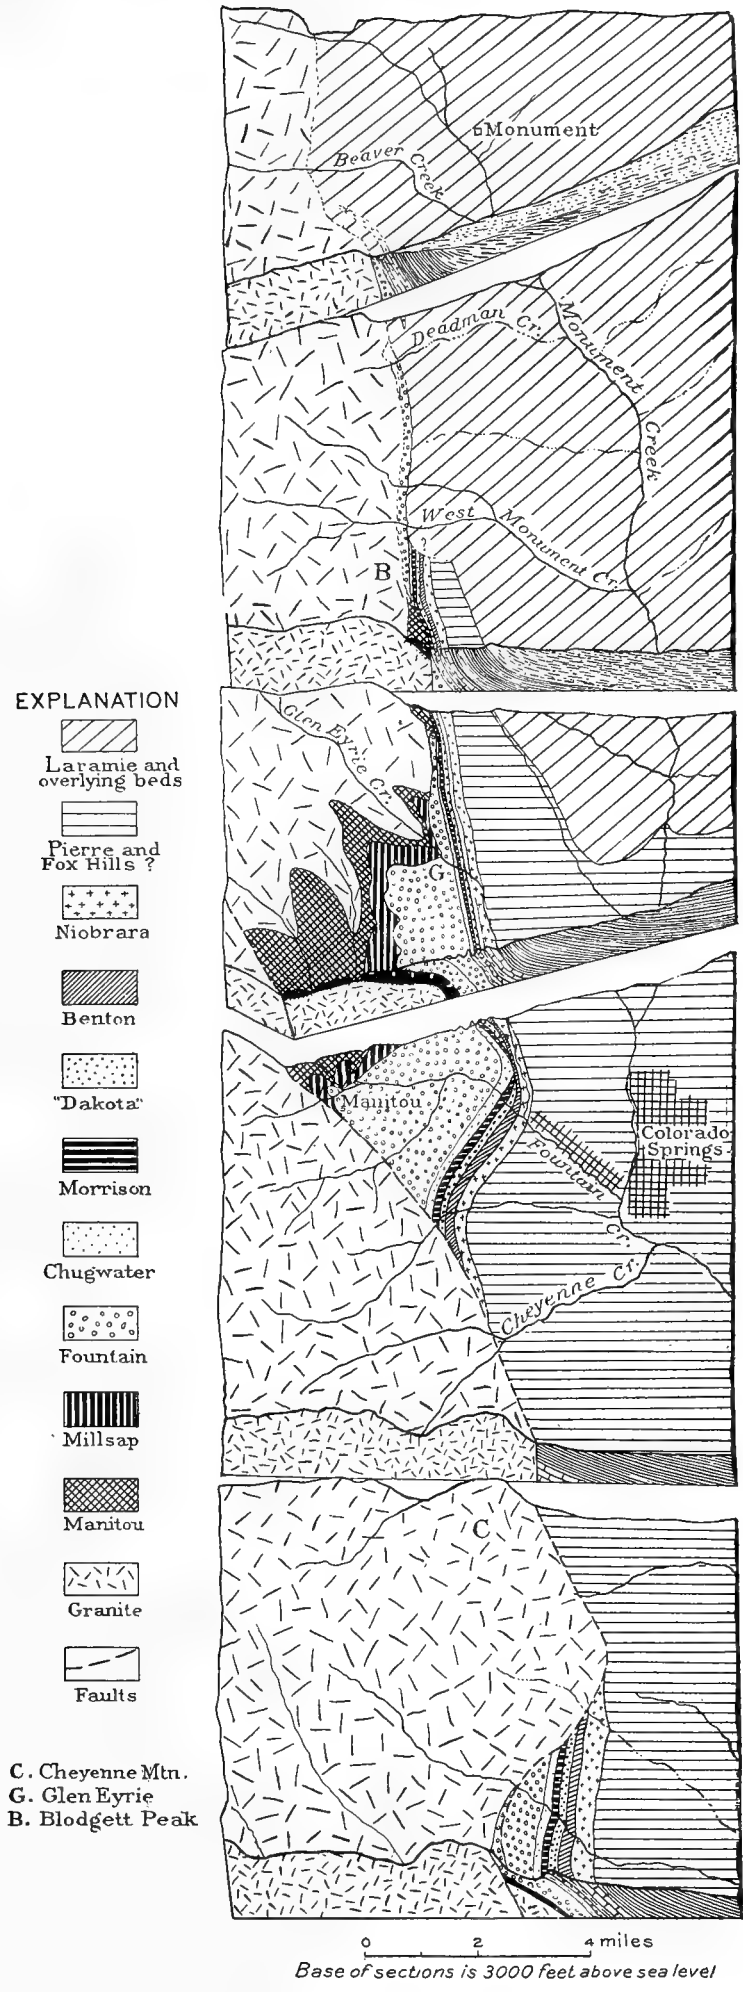 Monument
Beaver Creek
Deadman Cr.
Monument Creek
West Monument Cr.
?
B
EXPLANATION
Laramie and
overlying beds
Pierre and
Fox Hills ?
Niobrara
Benton
"Dakota"
Morrison
Chugwater
Fountain
Millsap
Manitou
Granite
Faults
C. Cheyenne Mtn.
G. Glen Eyrie
B. Blodgett Peak
Glen Eyrie Cr.
G
Manitou
Colorado
Springs
Fountain Cr.
Cheyenne Cr.
C
0 2 4 miles
Base of sections is 3000 feet above sea level